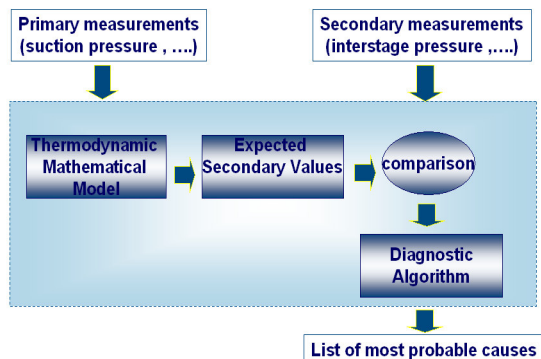 Primary measurements
(suction pressure , ....)
Secondary measurements
(interstage pressure ,....)
Thermodynamic
Mathematical
Model
Expected
Secondary Values
comparison
Diagnostic
Algorithm
List of most probable causes